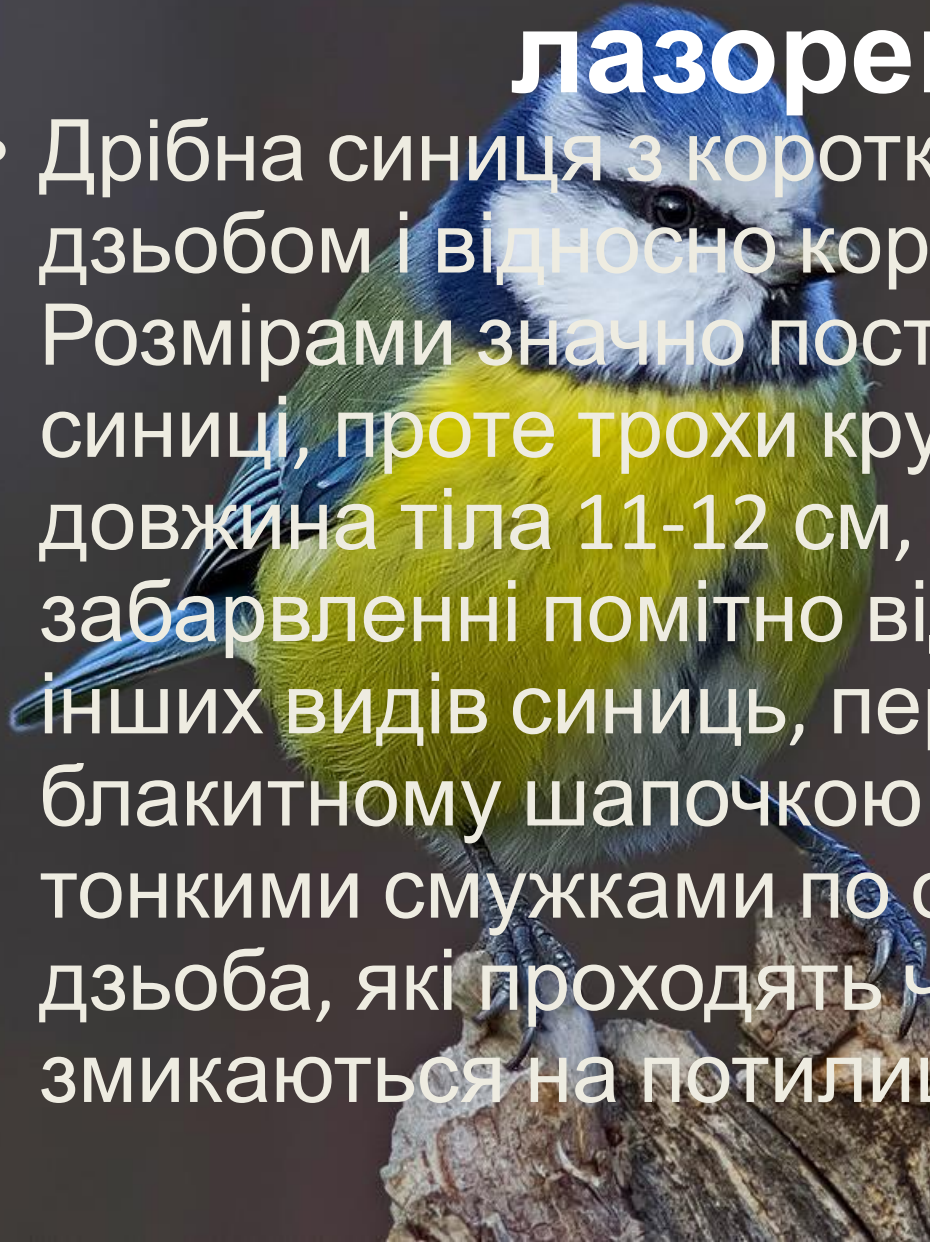 лазоре
• Дрібна синиця з коротк
дзьобом і відносно кор
Розмірами значно пост
синиці, проте трохи кру
довжина тіла 11-12 см,
забарвленні помітно ві
інших видів синиць, пер
блакитному шапочкою
тонкими смужками по
дзьоба, які проходять
змикаються на потили